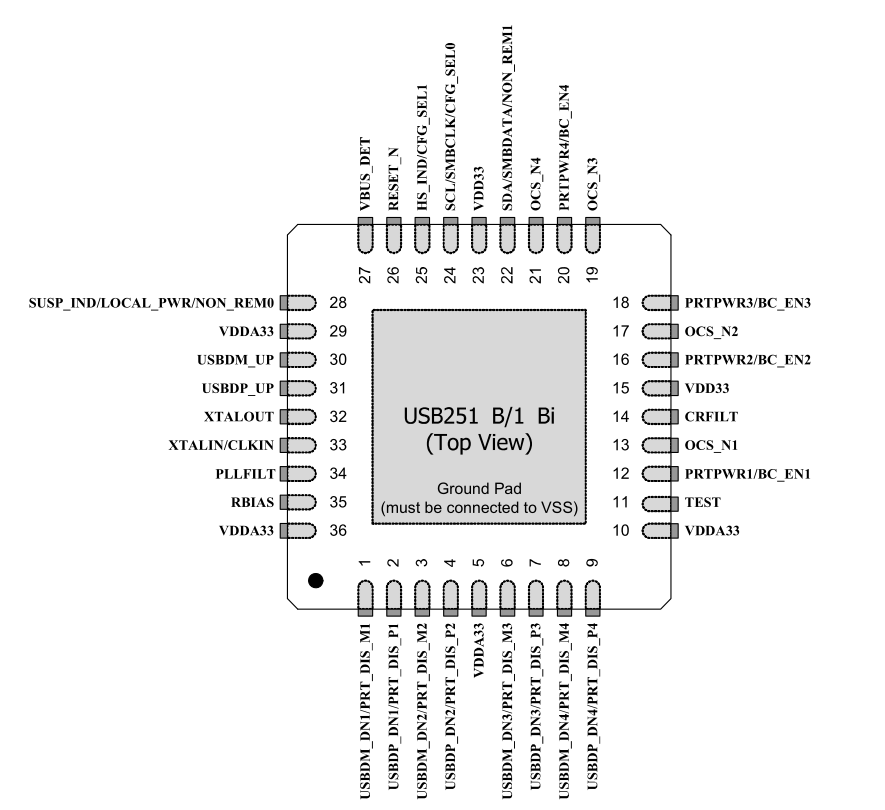 VBUS_DET
RESET_N
HS_IND/CFG_SEL1
SCL/SMBCLK/CFG_SEL0
VDD33
SDA/SMBDATA/NON_REM1
OCS_N4
PRTPWR4/BC_EN4
OCS_N3
27
26
25
24
23
22
21
20
19
SUSP_IND/LOCAL_PWR/NON_REM0 28
VDDA33 29
USBDM_UP 30
USBDP_UP 31
XTALOUT 32
XTALIN/CLKIN 33
PLLFILT 34
RBIAS 35
VDDA33 36
USB251 B/1 Bi
(Top View)
Ground Pad
(must be connected to VSS)
18 PRTPWR3/BC_EN3
17 OCS_N2
16 PRTPWR2/BC_EN2
15 VDD33
14 CRFILT
13 OCS_N1
12 PRTPWR1/BC_EN1
11 TEST
10 VDDA33
1
2
3
4
5
6
7
8
9
USBDM_DN1/PRT_DIS_M1
USBDP_DN1/PRT_DIS_P1
USBDM_DN2/PRT_DIS_M2
USBDP_DN2/PRT_DIS_P2
VDDA33
USBDM_DN3/PRT_DIS_M3
USBDP_DN3/PRT_DIS_P3
USBDM_DN4/PRT_DIS_M4
USBDP_DN4/PRT_DIS_P4